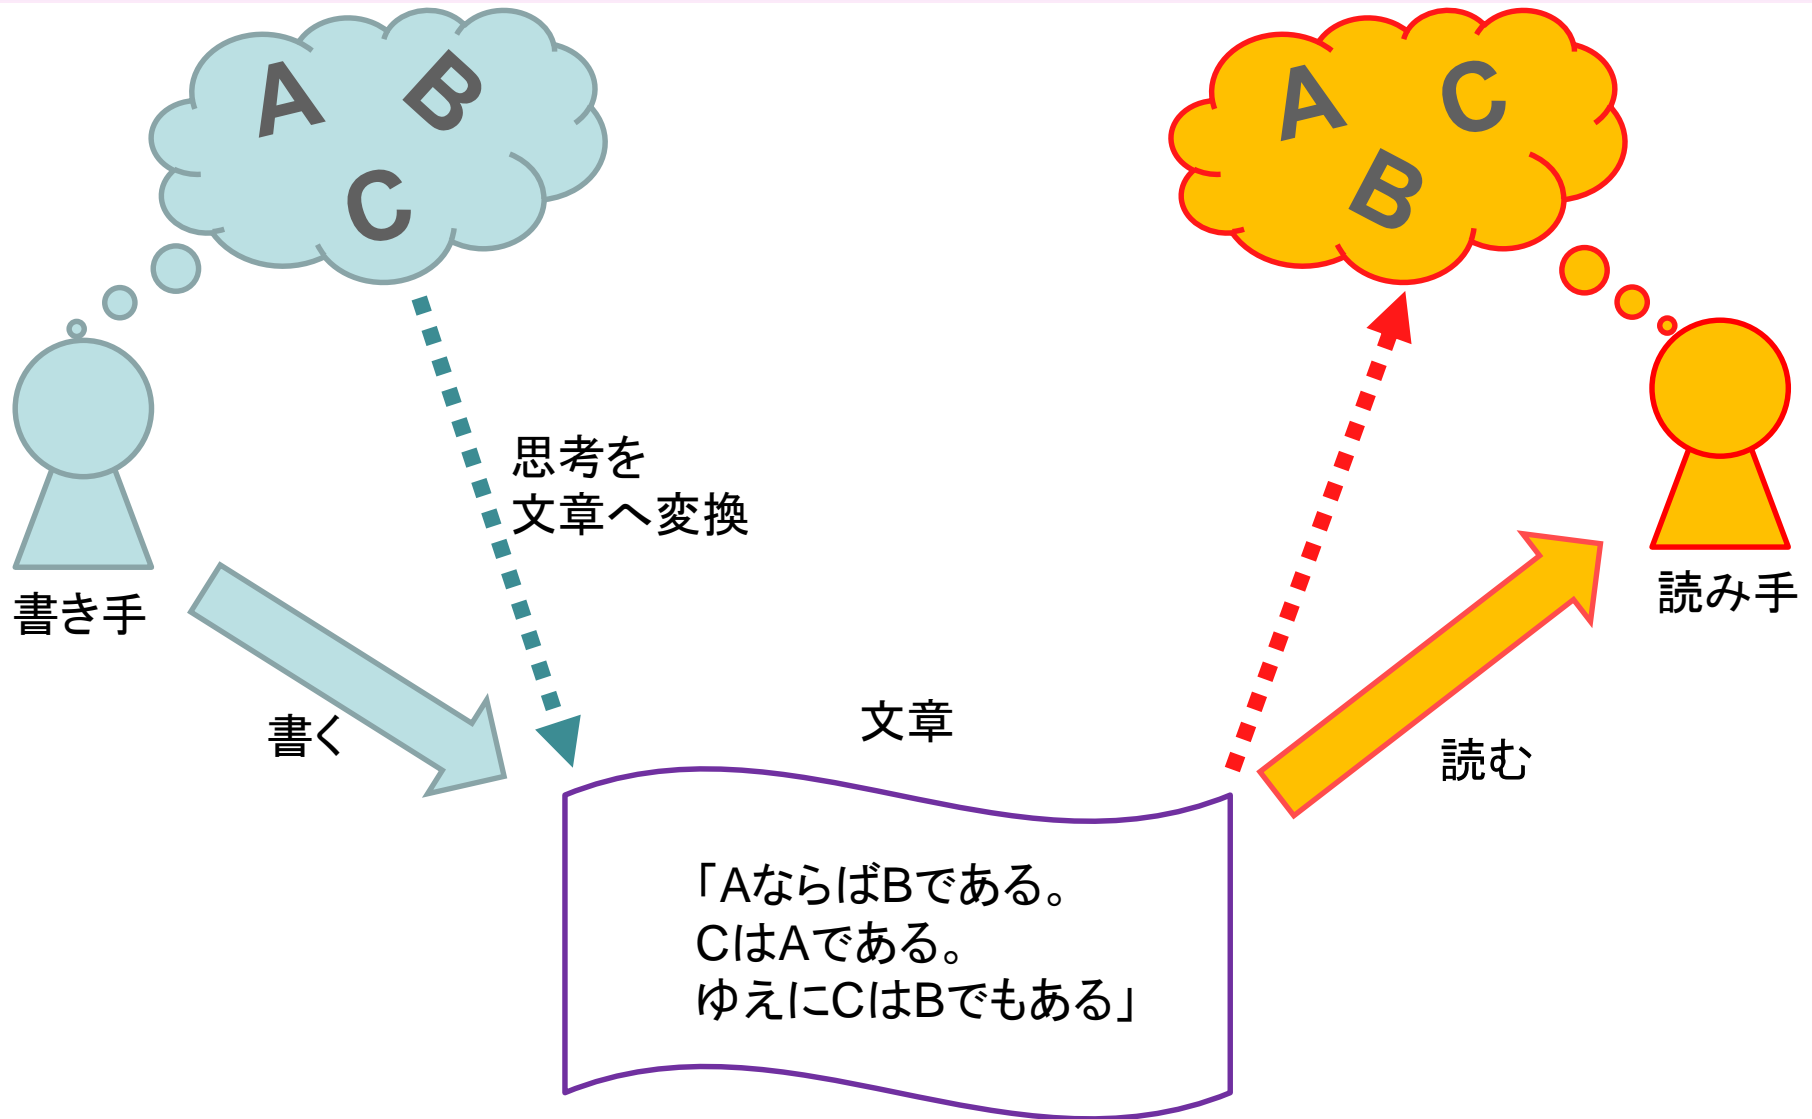 A B
C
A C
B
思考を
文章へ変換
書き手
読み手
書く
文章
読む
「AならばBである。
CはAである。
ゆえにCはBでもある」